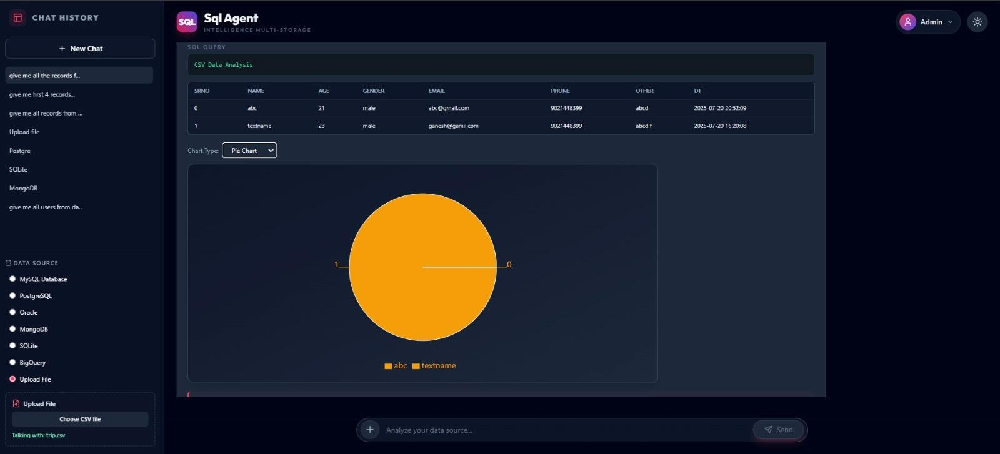 CHAT HISTORY
+ New Chat
give me all the records f...
give me first 4 records...
give me all records from ...
Upload file
Postgre
SQLite
MongoDB
give me all users from da...
DATA SOURCE
MySQL Database
PostgreSQL
Oracle
MongoDB
SQLite
BigQuery
Upload File
Upload File
Choose CSV file
Talking with: trip.csv
SQL
Sql Agent
INTELLIGENCE MULTI-STORAGE
Admin
SQL QUERY
CSV Data Analysis
SRNO NAME AGE GENDER EMAIL PHONE OTHER DT
0 abc 21 male abc@gmail.com 9021448399 abcd 2025-07-20 20:52:09
1 textname 23 male ganesh@gamil.com 9021448399 abcd f 2025-07-20 16:20:08
Chart Type: Pie Chart
1 0
abc textname
Analyze your data source...
Send